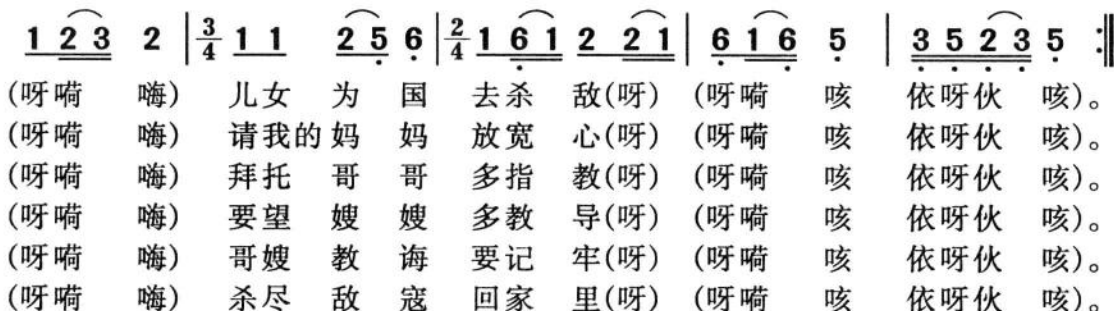 1 2 3 2 | 3/4 1 1 2 5 6 | 2/4 1 6 1 2 2 1 | 6 1 6 5 | 3 5 2 3 5 :‖
(呀嗬 嗨) 儿女 为 国 去杀 敌(呀) (呀嗬 咳 依呀伙 咳)。
(呀嗬 嗨) 请我的 妈 妈 放宽 心(呀) (呀嗬 咳 依呀伙 咳)。
(呀嗬 嗨) 拜托 哥 哥 多指 教(呀) (呀嗬 咳 依呀伙 咳)。
(呀嗬 嗨) 要望 嫂 嫂 多教 导(呀) (呀嗬 咳 依呀伙 咳)。
(呀嗬 嗨) 哥嫂 教 诲 要记 牢(呀) (呀嗬 咳 依呀伙 咳)。
(呀嗬 嗨) 杀尽 敌 寇 回家 里(呀) (呀嗬 咳 依呀伙 咳)。